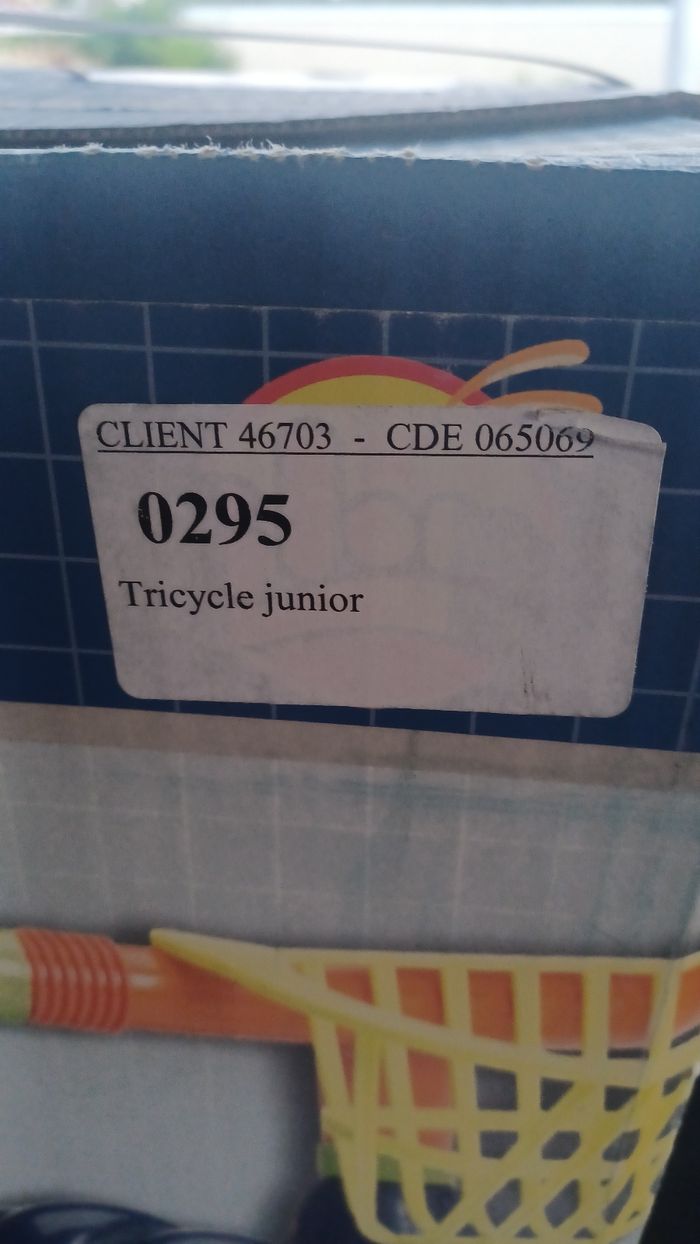 CLIENT 46703 - CDE 065069
0295
Tricycle junior